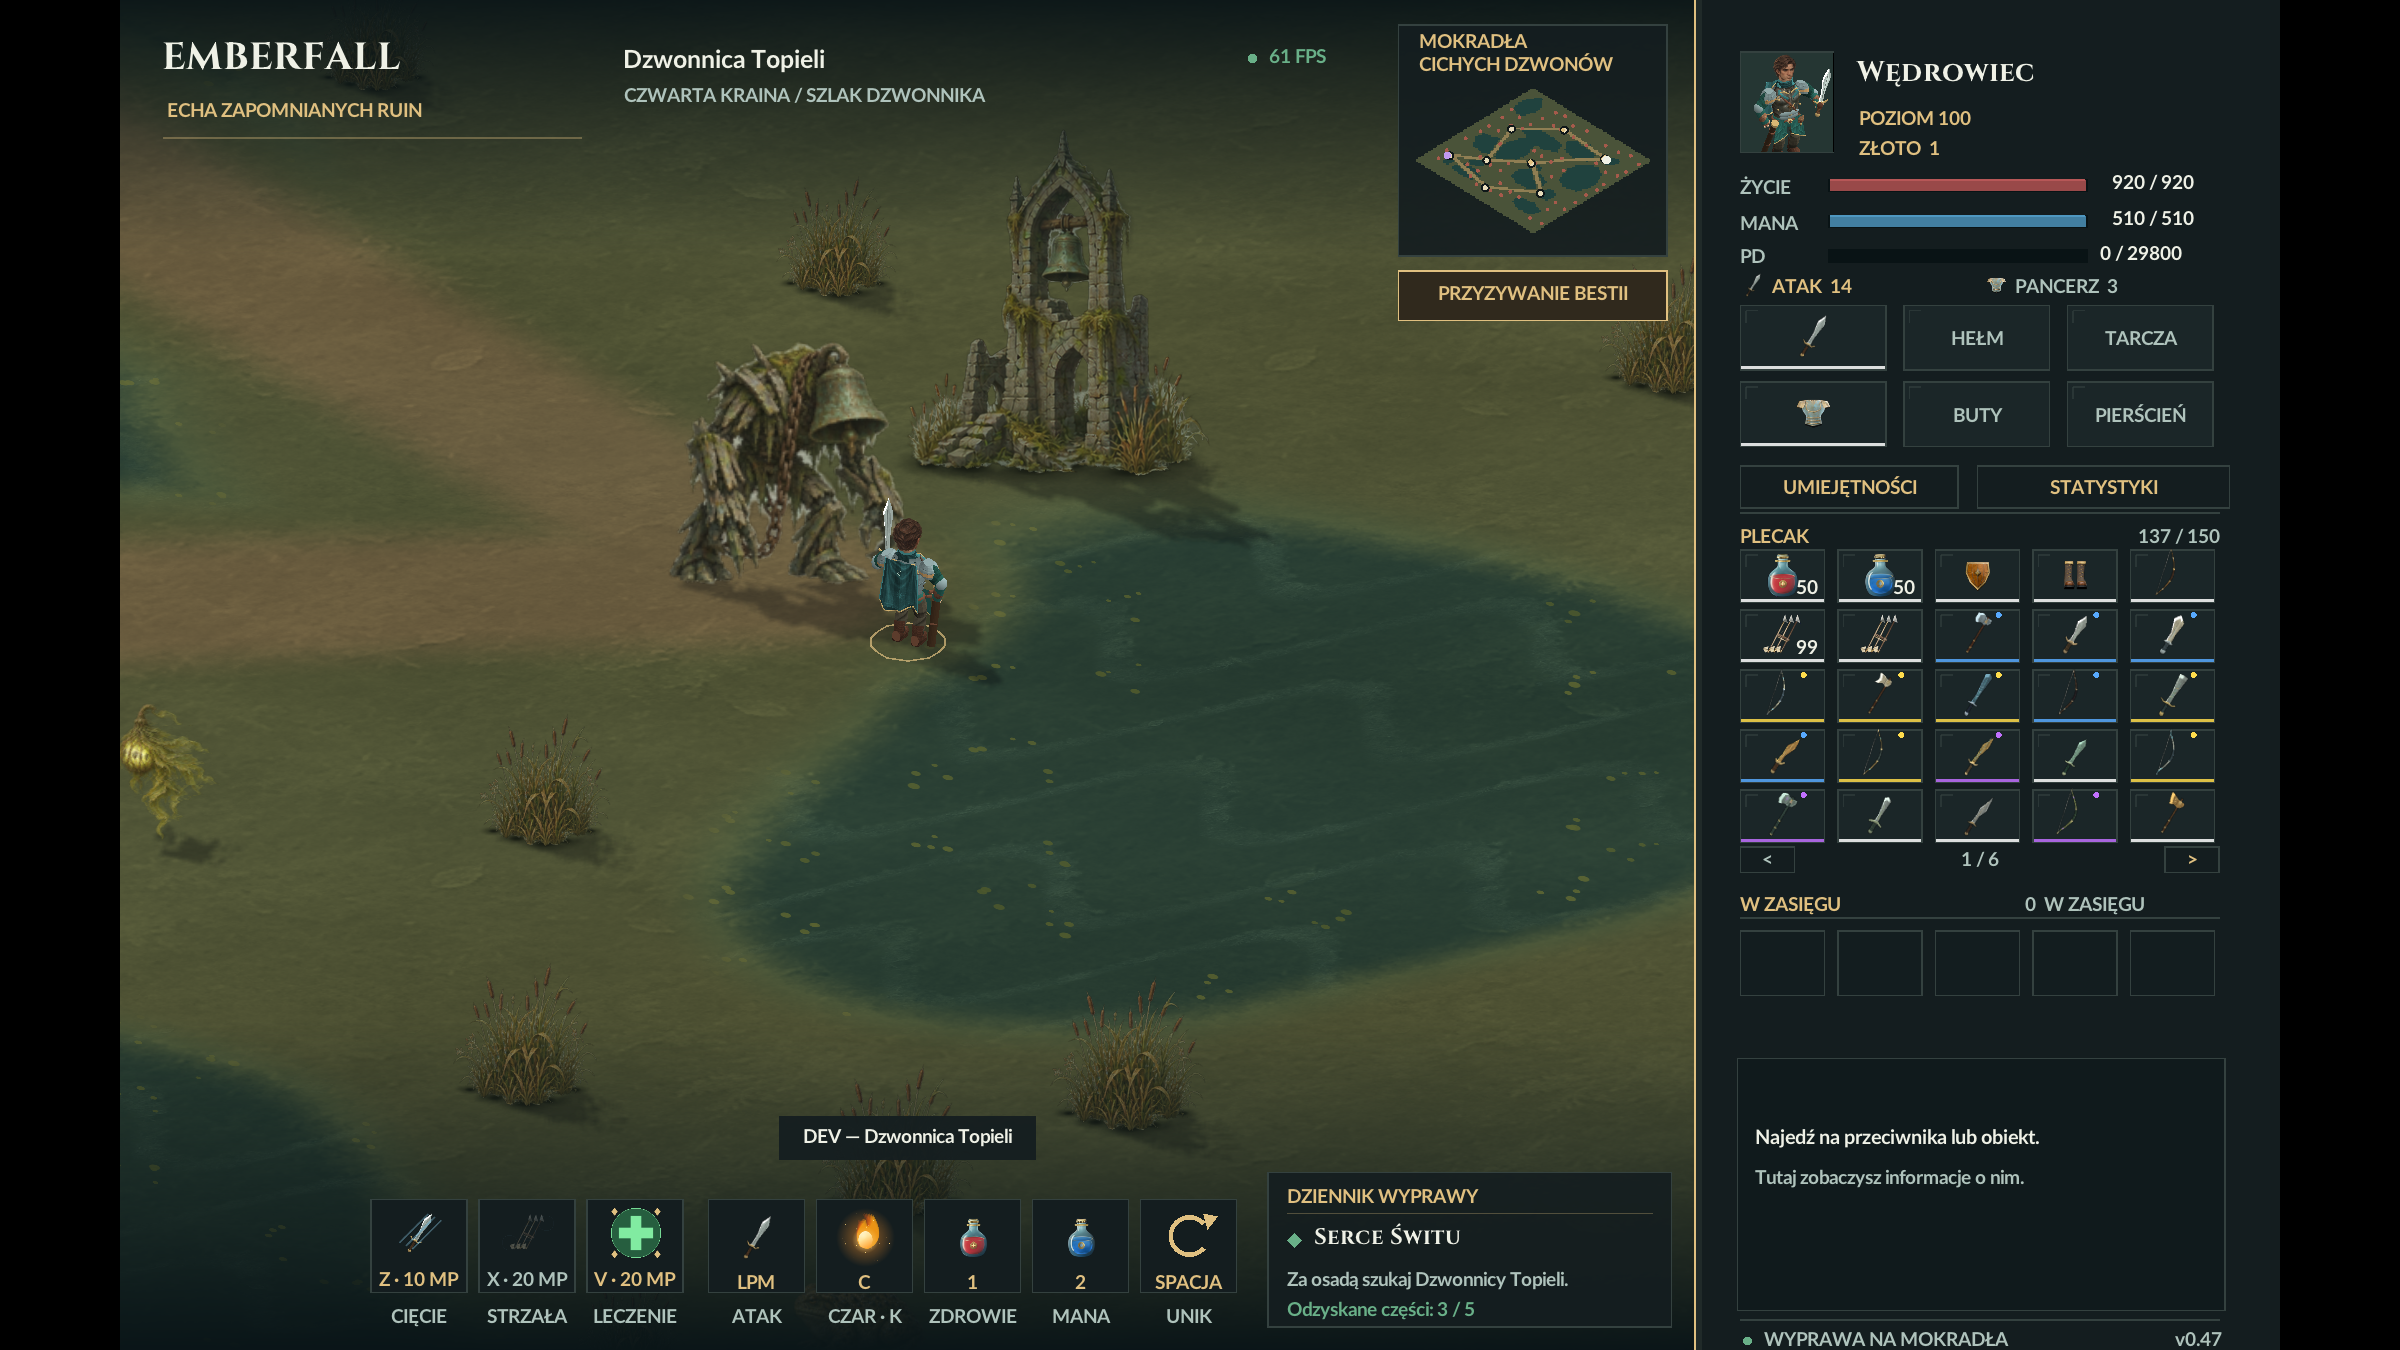 EMBERFALL
ECHA ZAPOMNIANYCH RUIN
Dzwonnica Topieli
CZWARTA KRAINA / SZLAK DZWONNIKA
61 FPS
MOKRADŁA
CICHYCH DZWONÓW
PRZYZYWANIE BESTII
WĘDROWIEC
POZIOM 100
ZŁOTO 1
ŻYCIE 920 / 920
MANA 510 / 510
PD 0 / 29800
ATAK 14 PANCERZ 3
HEŁM TARCZA
BUTY PIERŚCIEŃ
UMIEJĘTNOŚCI STATYSTYKI
PLECAK 137 / 150
50 50
99
< 1 / 6 >
W ZASIĘGU 0 W ZASIĘGU
Najedź na przeciwnika lub obiekt.
Tutaj zobaczysz informacje o nim.
WYPRAWA NA MOKRADŁA v0.47
DEV — Dzwonnica Topieli
Z · 10 MP X · 20 MP V · 20 MP LPM C 1 2 SPACJA
CIĘCIE STRZAŁA LECZENIE ATAK CZAR · K ZDROWIE MANA UNIK
DZIENNIK WYPRAWY
SERCE ŚWITU
Za osadą szukaj Dzwonnicy Topieli.
Odzyskane części: 3 / 5